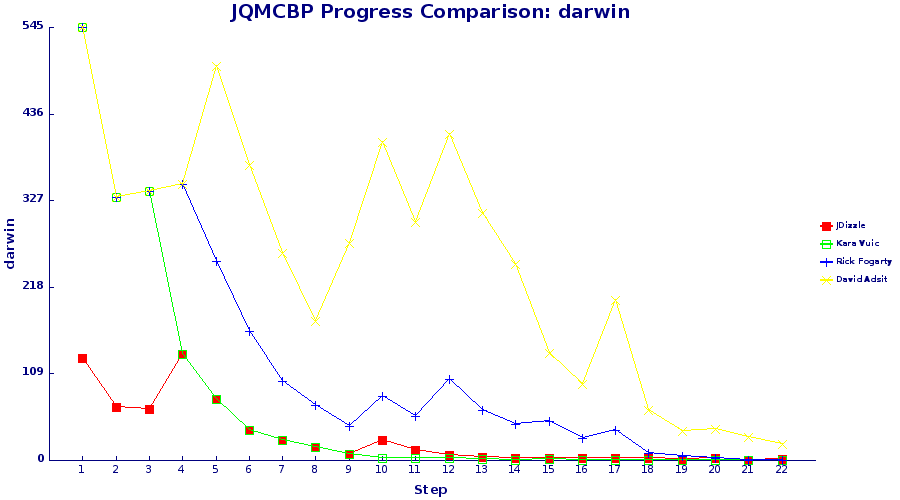 JQMCBP Progress Comparison: darwin
545
436
327
218
109
0
darwin
1 2 3 4 5 6 7 8 9 10 11 12 13 14 15 16 17 18 19 20 21 22
Step
JDizzle
Kara Vuic
Rick Fogarty
David Adsit